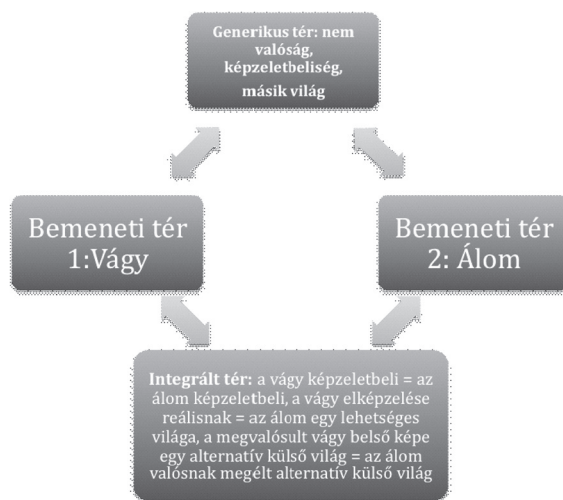 Generikus tér: nem
valóság,
képzeletbeliség,
másik világ
Bemeneti tér
1:Vágy
Bemeneti tér
2: Álom
Integrált tér: a vágy képzeletbeli = az
álom képzeletbeli, a vágy elképzelése
reálisnak = az álom egy lehetséges
világa, a megvalósult vágy belső képe
egy alternatív külső világ = az álom
valósnak megélt alternatív külső világ